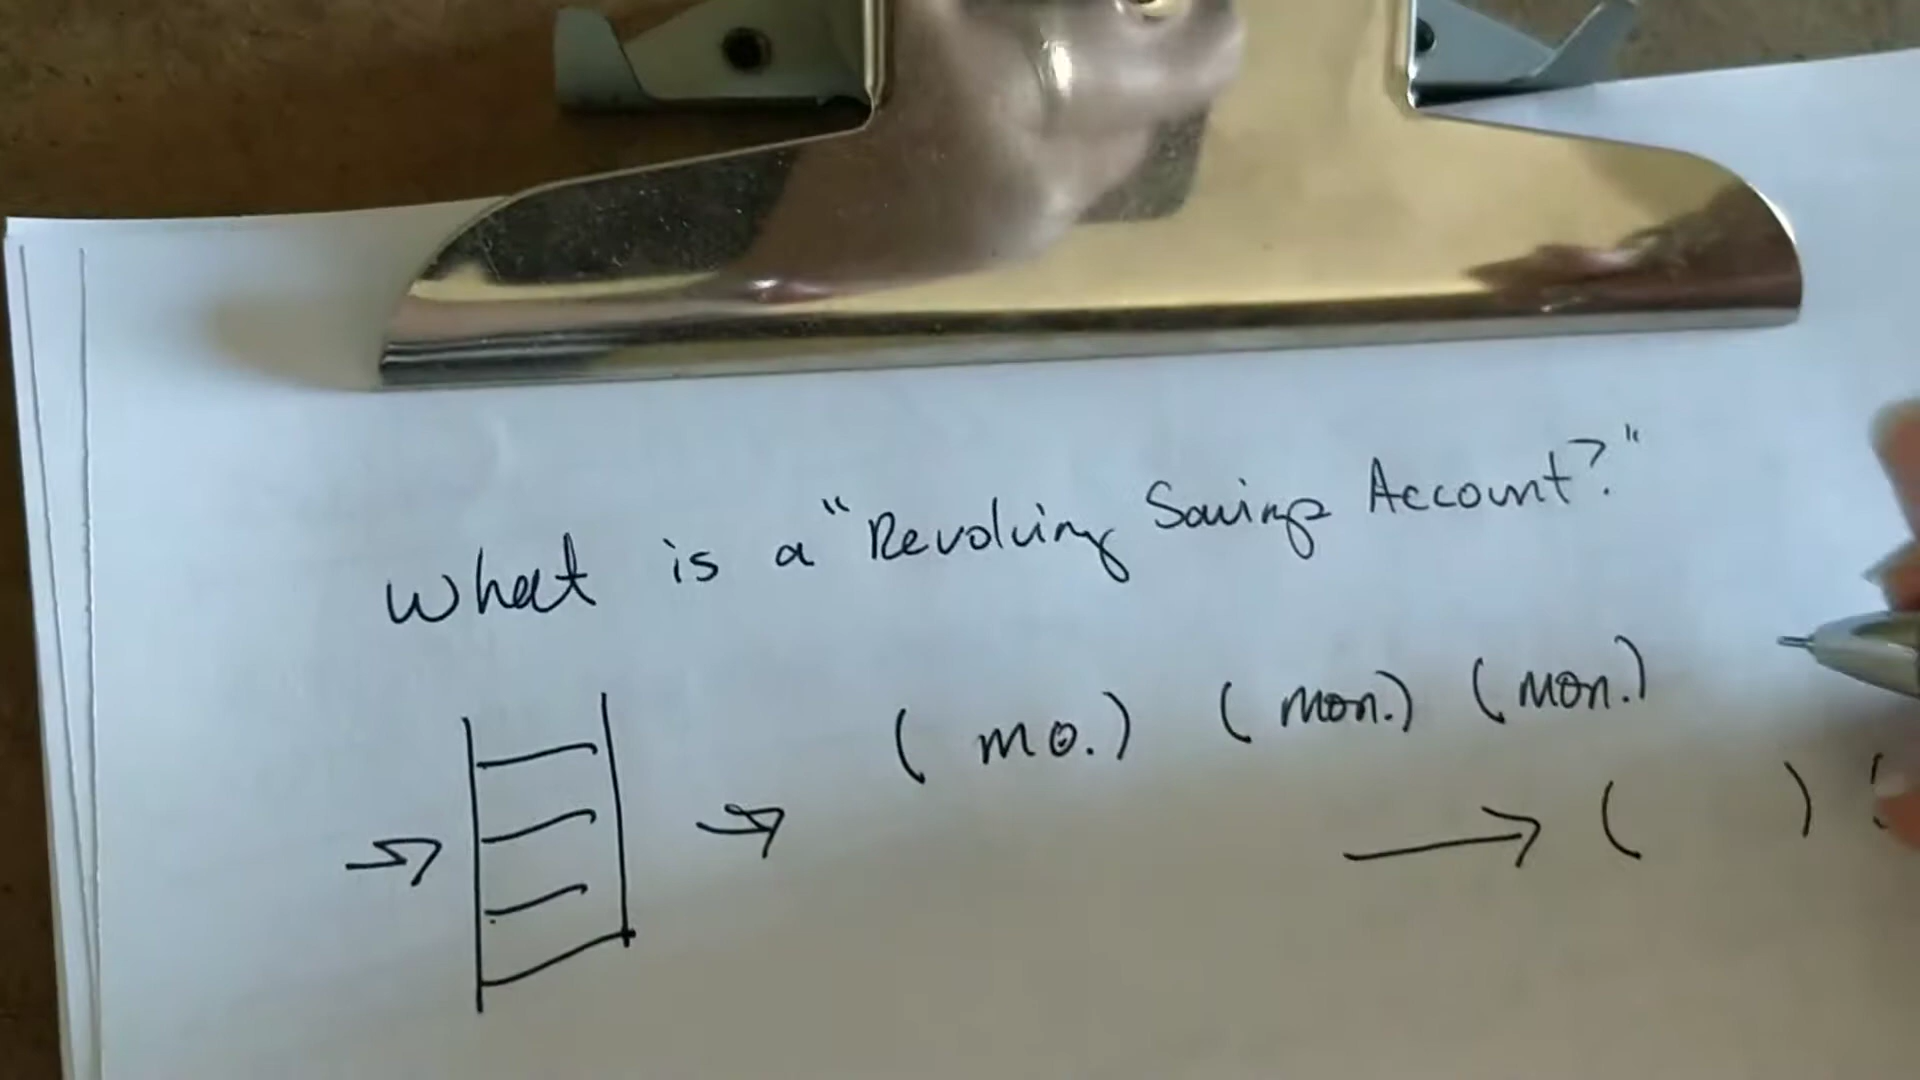 What is a "Revolving Savings Account?"
( mo.) ( mon.) (mon.)
( ) (